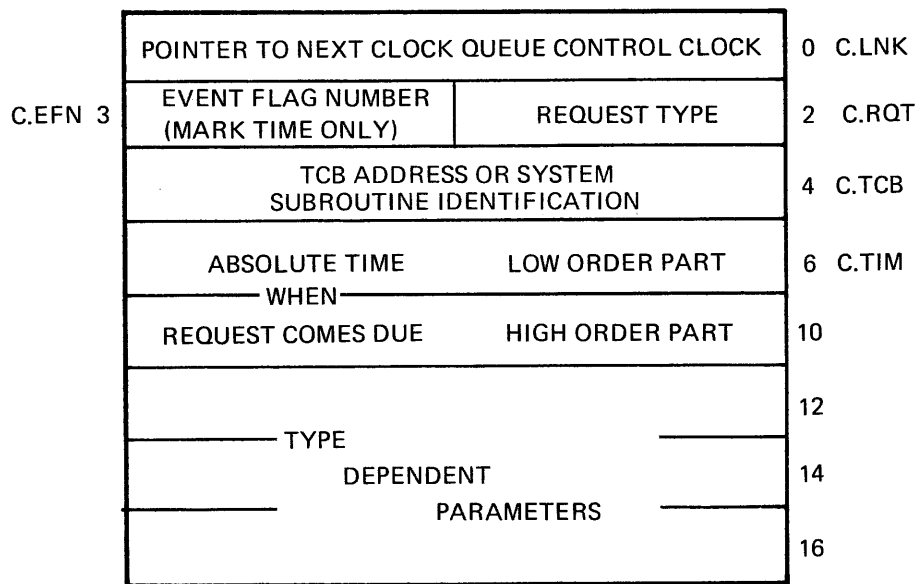 POINTER TO NEXT CLOCK QUEUE CONTROL CLOCK 0 C.LNK
C.EFN 3 EVENT FLAG NUMBER
(MARK TIME ONLY) REQUEST TYPE 2 C.RQT
TCB ADDRESS OR SYSTEM
SUBROUTINE IDENTIFICATION 4 C.TCB
ABSOLUTE TIME LOW ORDER PART 6 C.TIM
WHEN
REQUEST COMES DUE HIGH ORDER PART 10
12
TYPE
DEPENDENT 14
PARAMETERS
16